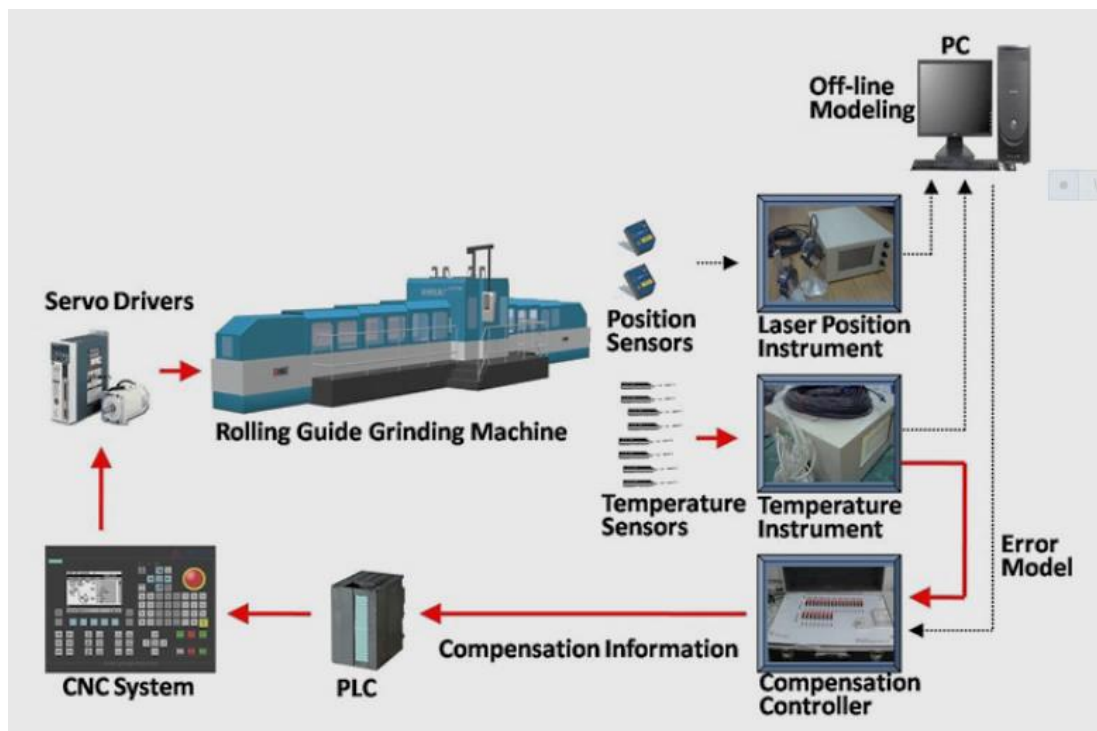 PC
Off-line
Modeling
Servo Drivers
Position
Sensors
Laser Position
Instrument
Rolling Guide Grinding Machine
Temperature
Sensors
Temperature
Instrument
Error
Model
Compensation Information
CNC System
PLC
Compensation
Controller